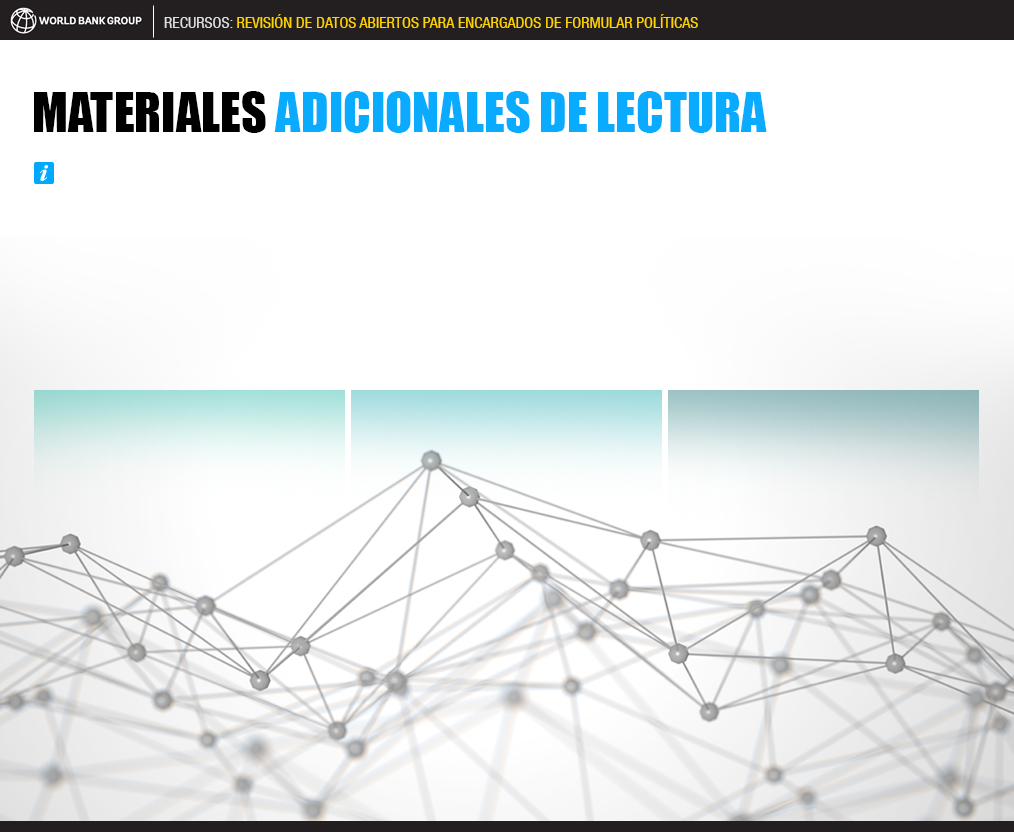 WORLD BANK GROUP
RECURSOS: REVISIÓN DE DATOS ABIERTOS PARA ENCARGADOS DE FORMULAR POLÍTICAS
MATERIALES ADICIONALES DE LECTURA
i